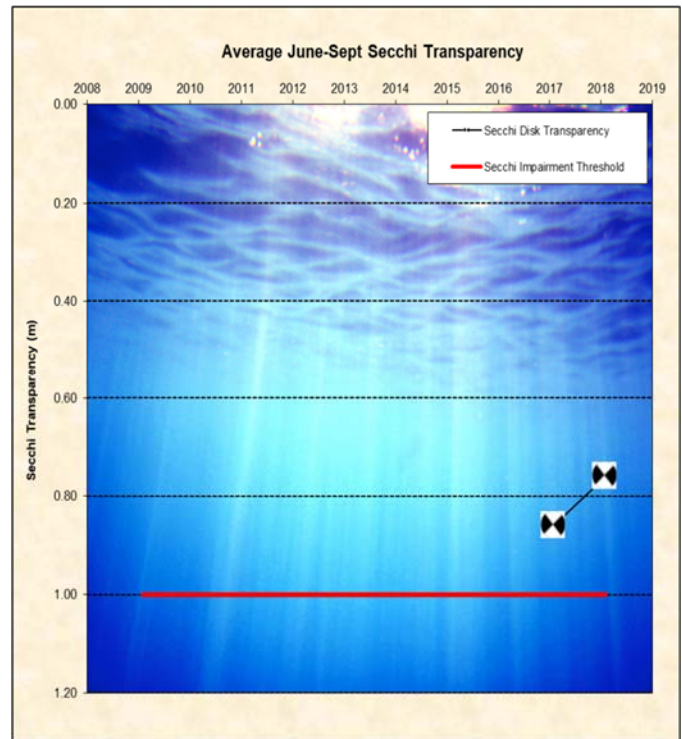 Average June-Sept Secchi Transparency
2008 2009 2010 2011 2012 2013 2014 2015 2016 2017 2018 2019
0.00
Secchi Disk Transparency
Secchi Impairment Threshold
0.20
0.40
0.60
0.80
1.00
1.20
Secchi Transparency (m)